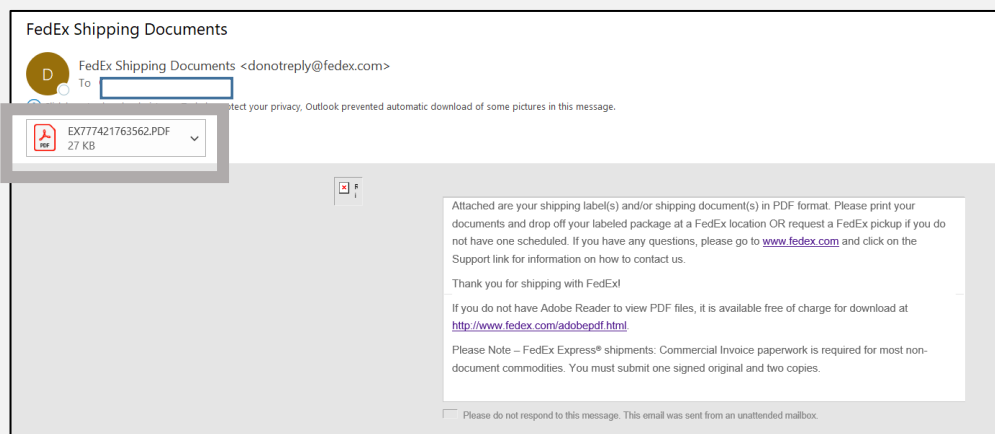 FedEx Shipping Documents
D
FedEx Shipping Documents <donotreply@fedex.com>
To
protect your privacy, Outlook prevented automatic download of some pictures in this message.
EX777421763562.PDF
PDF
27 KB
Attached are your shipping label(s) and/or shipping document(s) in PDF format. Please print your
documents and drop off your labeled package at a FedEx location OR request a FedEx pickup if you do
not have one scheduled. If you have any questions, please go to www.fedex.com and click on the
Support link for information on how to contact us.
Thank you for shipping with FedEx!
If you do not have Adobe Reader to view PDF files, it is available free of charge for download at
http://www.fedex.com/adobepdf.html.
Please Note – FedEx Express® shipments: Commercial Invoice paperwork is required for most non-
document commodities. You must submit one signed original and two copies.
Please do not respond to this message. This email was sent from an unattended mailbox.